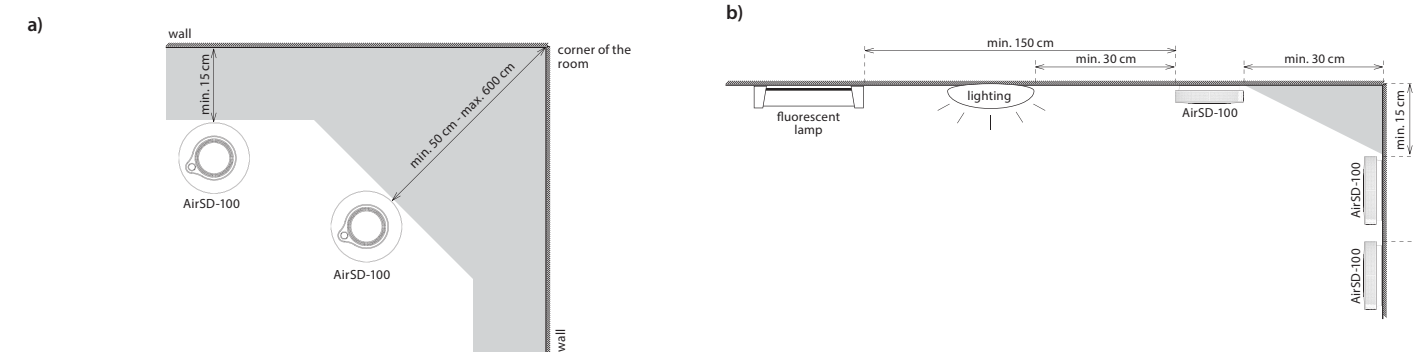 a)
wall
min. 15 cm
min. 50 cm - max. 600 cm
corner of the
room
AirSD-100
AirSD-100
wall
b)
min. 150 cm
min. 30 cm
min. 30 cm
lighting
fluorescent
lamp
AirSD-100
min. 15 cm
AirSD-100
AirSD-100